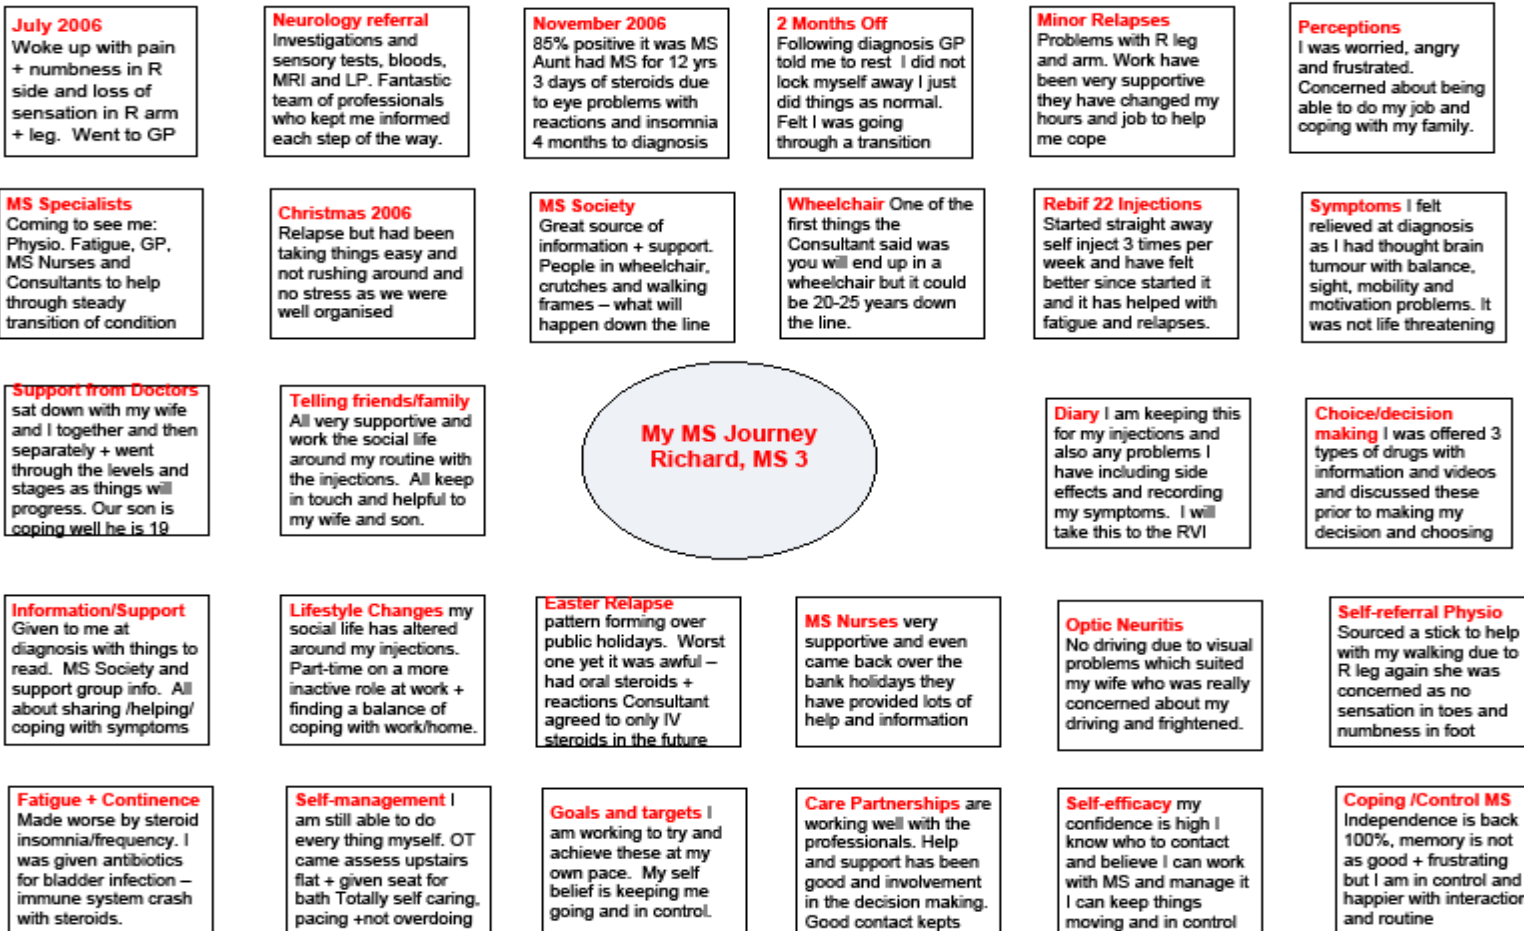 July 2006
Woke up with pain
+ numbness in R
side and loss of
sensation in R arm
+ leg. Went to GP
Neurology referral
Investigations and
sensory tests, bloods,
MRI and LP. Fantastic
team of professionals
who kept me informed
each step of the way.
November 2006
85% positive it was MS
Aunt had MS for 12 yrs
3 days of steroids due
to eye problems with
reactions and insomnia
4 months to diagnosis
2 Months Off
Following diagnosis GP
told me to rest I did not
lock myself away I just
did things as normal.
Felt I was going
through a transition
Minor Relapses
Problems with R leg
and arm. Work have
been very supportive
they have changed my
hours and job to help
me cope
Perceptions
I was worried, angry
and frustrated.
Concerned about being
able to do my job and
coping with my family.
MS Specialists
Coming to see me:
Physio. Fatigue, GP,
MS Nurses and
Consultants to help
through steady
transition of condition
Christmas 2006
Relapse but had been
taking things easy and
not rushing around and
no stress as we were
well organised
MS Society
Great source of
information + support.
People in wheelchair,
crutches and walking
frames – what will
happen down the line
Wheelchair One of the
first things the
Consultant said was
you will end up in a
wheelchair but it could
be 20-25 years down
the line.
Rebif 22 Injections
Started straight away
self inject 3 times per
week and have felt
better since started it
and it has helped with
fatigue and relapses.
Symptoms I felt
relieved at diagnosis
as I had thought brain
tumour with balance,
sight, mobility and
motivation problems. It
was not life threatening
Support from Doctors
sat down with my wife
and I together and then
separately + went
through the levels and
stages as things will
progress. Our son is
coping well he is 19
Telling friends/family
All very supportive and
work the social life
around my routine with
the injections. All keep
in touch and helpful to
my wife and son.
My MS Journey
Richard, MS 3
Diary I am keeping this
for my injections and
also any problems I
have including side
effects and recording
my symptoms. I will
take this to the RVI
Choice/decision
making I was offered 3
types of drugs with
information and videos
and discussed these
prior to making my
decision and choosing
Information/Support
Given to me at
diagnosis with things to
read. MS Society and
support group info. All
about sharing /helping/
coping with symptoms
Lifestyle Changes my
social life has altered
around my injections.
Part-time on a more
inactive role at work +
finding a balance of
coping with work/home.
Easter Relapse
pattern forming over
public holidays. Worst
one yet it was awful –
had oral steroids +
reactions Consultant
agreed to only IV
steroids in the future
MS Nurses very
supportive and even
came back over the
bank holidays they
have provided lots of
help and information
Optic Neuritis
No driving due to visual
problems which suited
my wife who was really
concerned about my
driving and frightened.
Self-referral Physio
Sourced a stick to help
with my walking due to
R leg again she was
concerned as no
sensation in toes and
numbness in foot
Fatigue + Continence
Made worse by steroid
insomnia/frequency. I
was given antibiotics
for bladder infection –
immune system crash
with steroids.
Self-management I
am still able to do
every thing myself. OT
came assess upstairs
flat + given seat for
bath Totally self caring,
pacing +not overdoing
Goals and targets I
am working to try and
achieve these at my
own pace. My self
belief is keeping me
going and in control.
Care Partnerships are
working well with the
professionals. Help
and support has been
good and involvement
in the decision making.
Good contact kepts
Self-efficacy my
confidence is high I
know who to contact
and believe I can work
with MS and manage it
I can keep things
moving and in control
Coping /Control MS
Independence is back
100%, memory is not
as good + frustrating
but I am in control and
happier with interaction
and routine